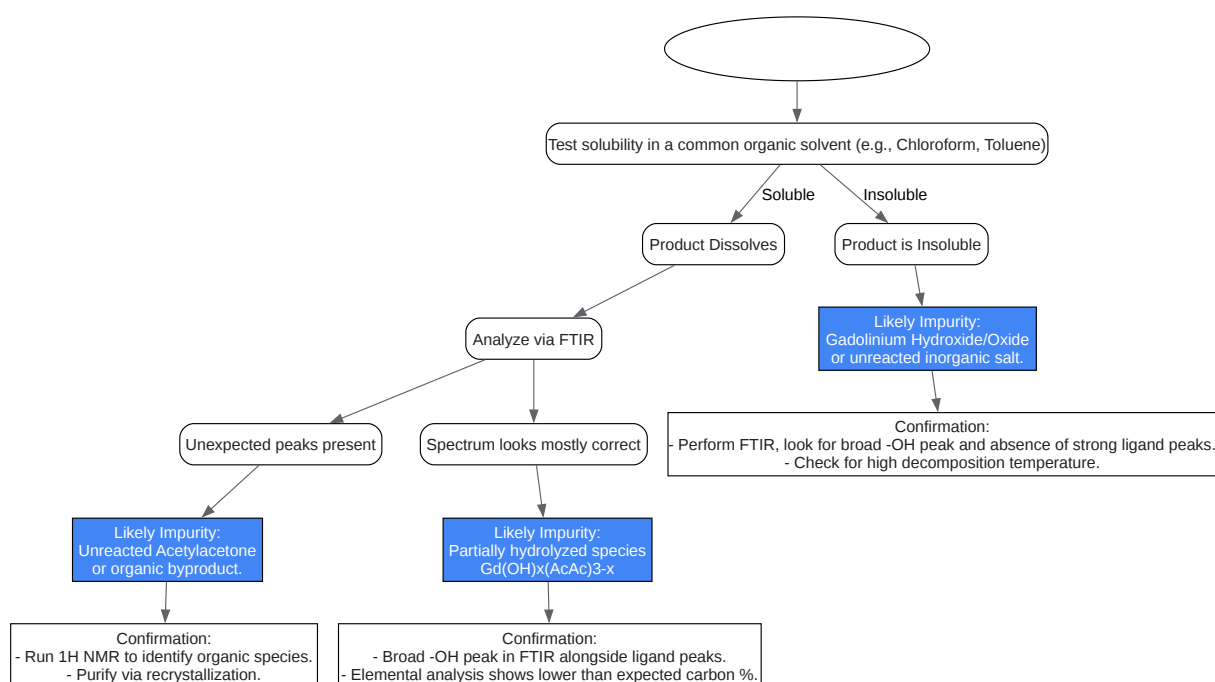 Test solubility in a common organic solvent (e.g., Chloroform, Toluene)
Soluble
Insoluble
Product Dissolves
Product is Insoluble
Likely Impurity:
Gadolinium Hydroxide/Oxide
or unreacted inorganic salt.
Analyze via FTIR
Confirmation:
- Perform FTIR, look for broad -OH peak and absence of strong ligand peaks.
- Check for high decomposition temperature.
Unexpected peaks present
Spectrum looks mostly correct
Likely Impurity:
Unreacted Acetylacetone
or organic byproduct.
Likely Impurity:
Partially hydrolyzed species
Gd(OH)x(AcAc)3-x
Confirmation:
- Run 1H NMR to identify organic species.
- Purify via recrystallization.
Confirmation:
- Broad -OH peak in FTIR alongside ligand peaks.
- Elemental analysis shows lower than expected carbon %.